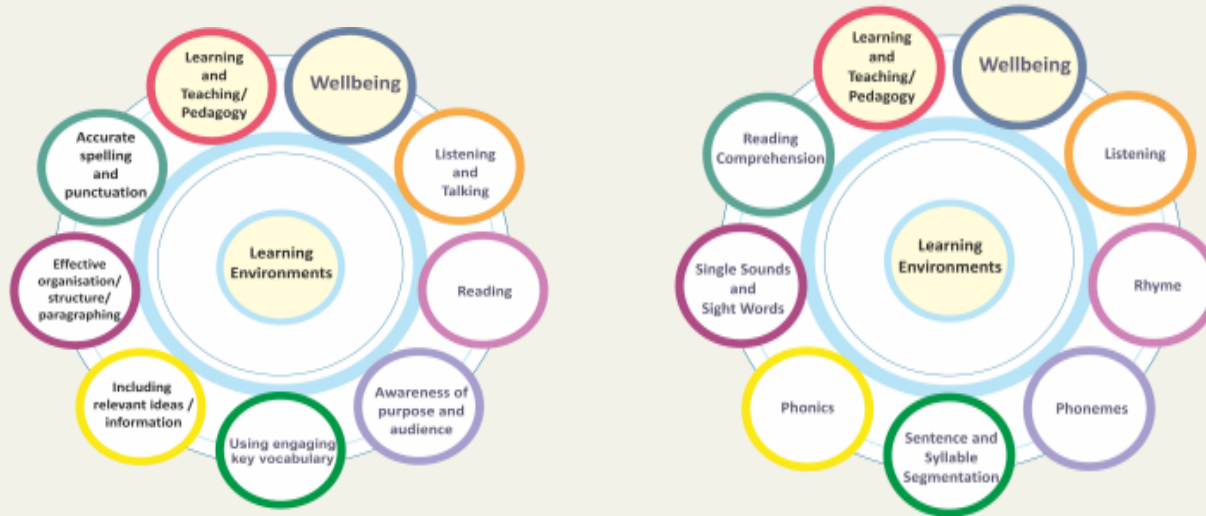 Learning
and
Teaching/
Pedagogy
Wellbeing
Listening
and
Talking
Reading
Awareness of
purpose and
audience
Using engaging
key vocabulary
Including
relevant ideas /
information
Effective
organisation/
structure/
paragraphing
Accurate
spelling
and
punctuation
Learning
Environments
Learning
and
Teaching/
Pedagogy
Wellbeing
Listening
Rhyme
Phonemes
Sentence and
Syllable
Segmentation
Phonics
Single Sounds
and
Sight Words
Reading
Comprehension
Learning
Environments